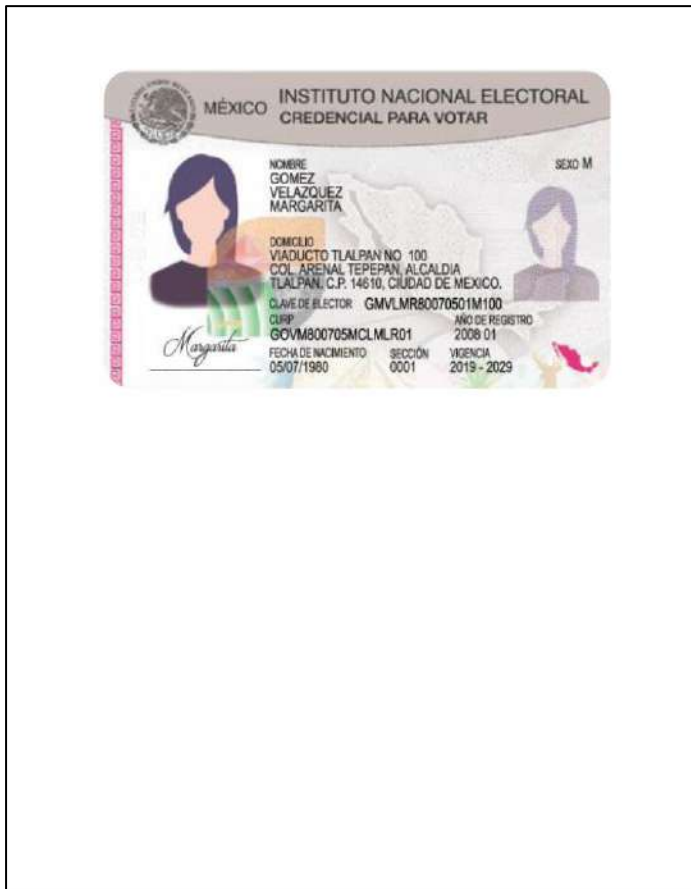 MÉXICO
INSTITUTO NACIONAL ELECTORAL
CREDENCIAL PARA VOTAR
NOMBRE
GOMEZ
VELAZQUEZ
MARGARITA
SEXO M
DOMICILIO
VIADUCTO TLALPAN NO 100
COL. ARENAL TEPEPAN, ALCALDIA
TLALPAN, C.P. 14610, CIUDAD DE MEXICO.
CLAVE DE ELECTOR GMVLMR80070501M100
CURP
GOVM800705MCLMLR01
AÑO DE REGISTRO
2008 01
FECHA DE NACIMIENTO
05/07/1980
SECCIÓN
0001
VIGENCIA
2019 - 2029
Margarita